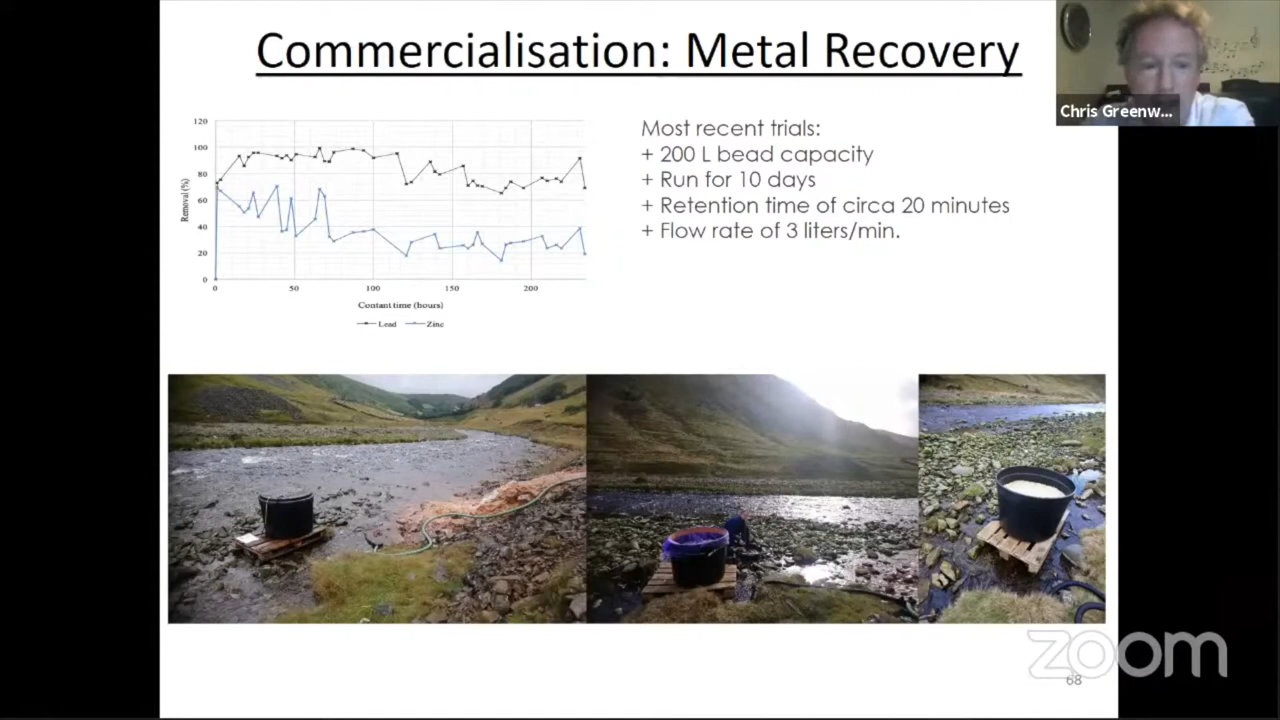 Commercialisation: Metal Recovery
Chris Greenw...
120
100
80
60
40
20
0
Removal (%)
0 50 100 150 200
Contant time (hours)
Lead Zinc
Most recent trials:
+ 200 L bead capacity
+ Run for 10 days
+ Retention time of circa 20 minutes
+ Flow rate of 3 liters/min.
zoom
68